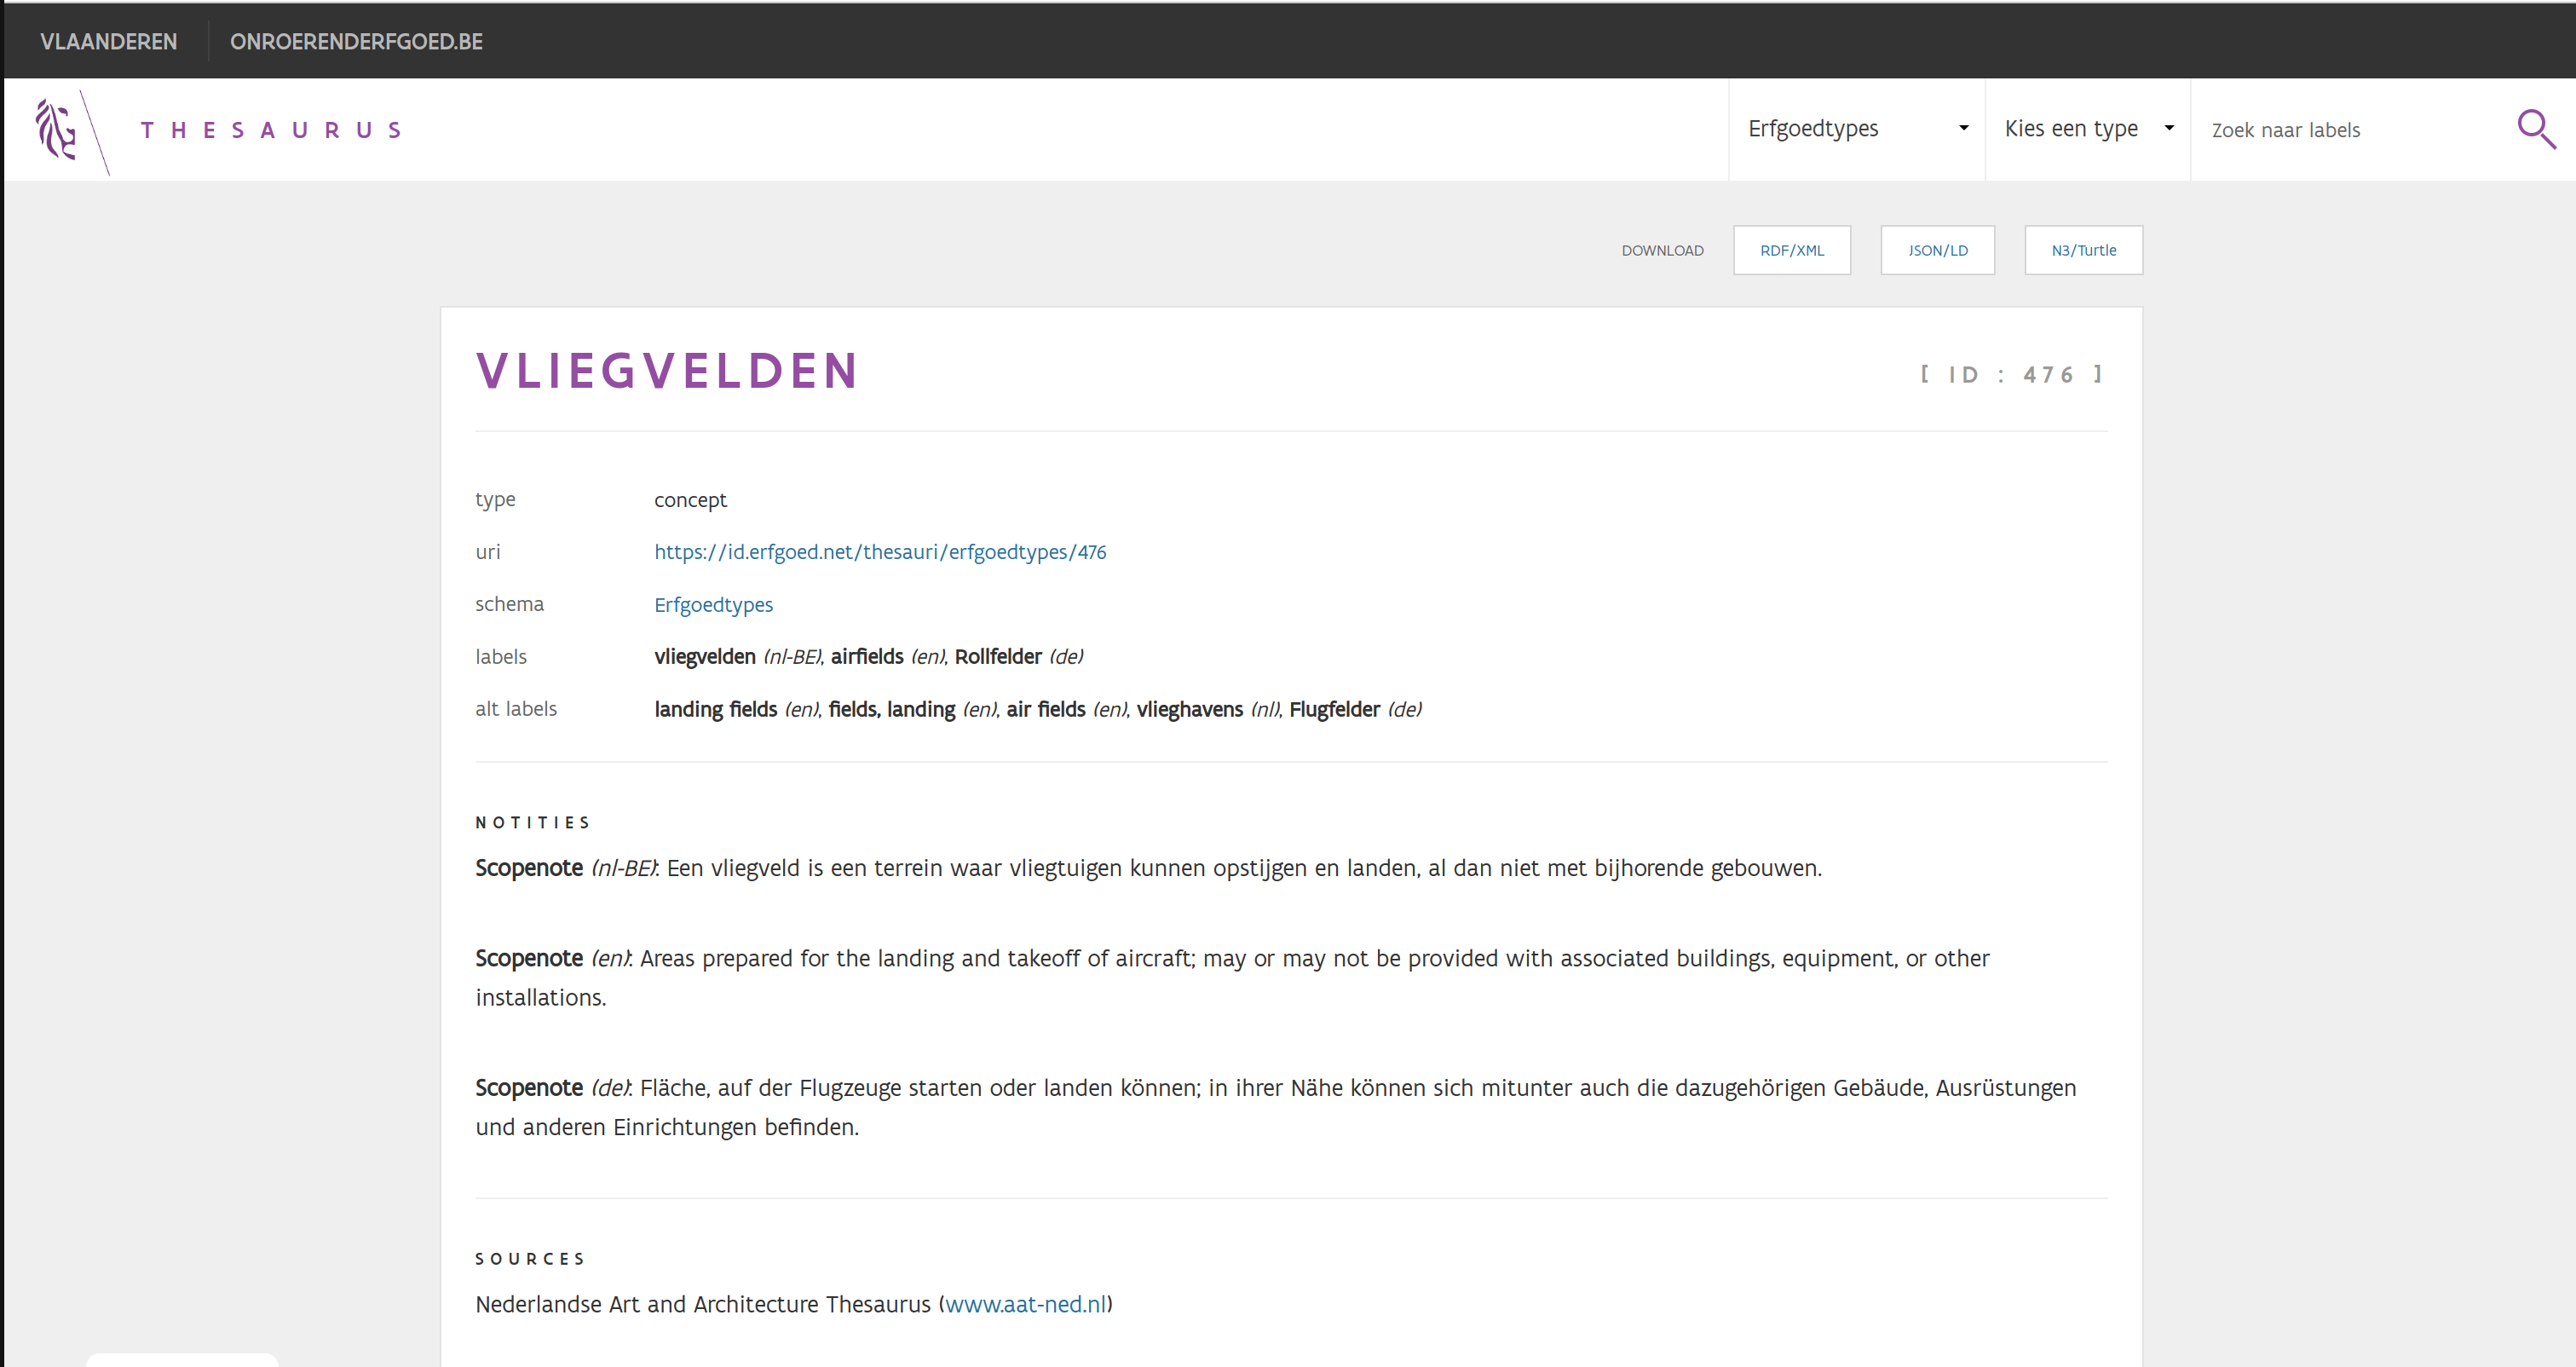 VLAANDEREN ONROERENDERFGOED.BE
THESAURUS Erfgoedtypes Kies een type Zoek naar labels
DOWNLOAD RDF/XML JSON/LD N3/Turtle
VLIEGVELDEN [ ID : 476 ]
type concept
uri https://id.erfgoed.net/thesauri/erfgoedtypes/476
schema Erfgoedtypes
labels vliegvelden (nl-BE), airfields (en), Rollfelder (de)
alt labels landing fields (en), fields, landing (en), air fields (en), vlieghavens (nl), Flugfelder (de)
NOTITIES
Scopenote (nl-BE): Een vliegveld is een terrein waar vliegtuigen kunnen opstijgen en landen, al dan niet met bijhorende gebouwen.
Scopenote (en): Areas prepared for the landing and takeoff of aircraft; may or may not be provided with associated buildings, equipment, or other
installations.
Scopenote (de): Fläche, auf der Flugzeuge starten oder landen können; in ihrer Nähe können sich mitunter auch die dazugehörigen Gebäude, Ausrüstungen
und anderen Einrichtungen befinden.
SOURCES
Nederlandse Art and Architecture Thesaurus (www.aat-ned.nl)